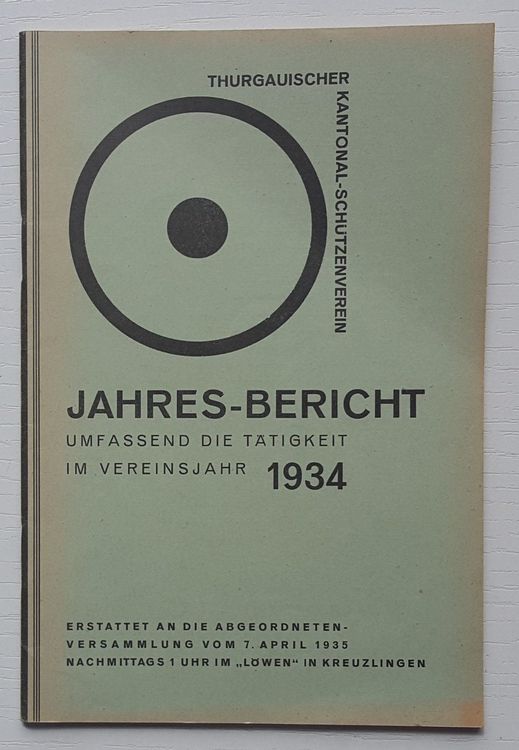 THURGAUISCHER
KANTONAL-SCHÜTZENVEREIN
JAHRES-BERICHT
UMFASSEND DIE TÄTIGKEIT
IM VEREINSJAHR 1934
ERSTATTET AN DIE ABGEORDNETEN-
VERSAMMLUNG VOM 7. APRIL 1935
NACHMITTAGS 1 UHR IM „LÖWEN" IN KREUZLINGEN